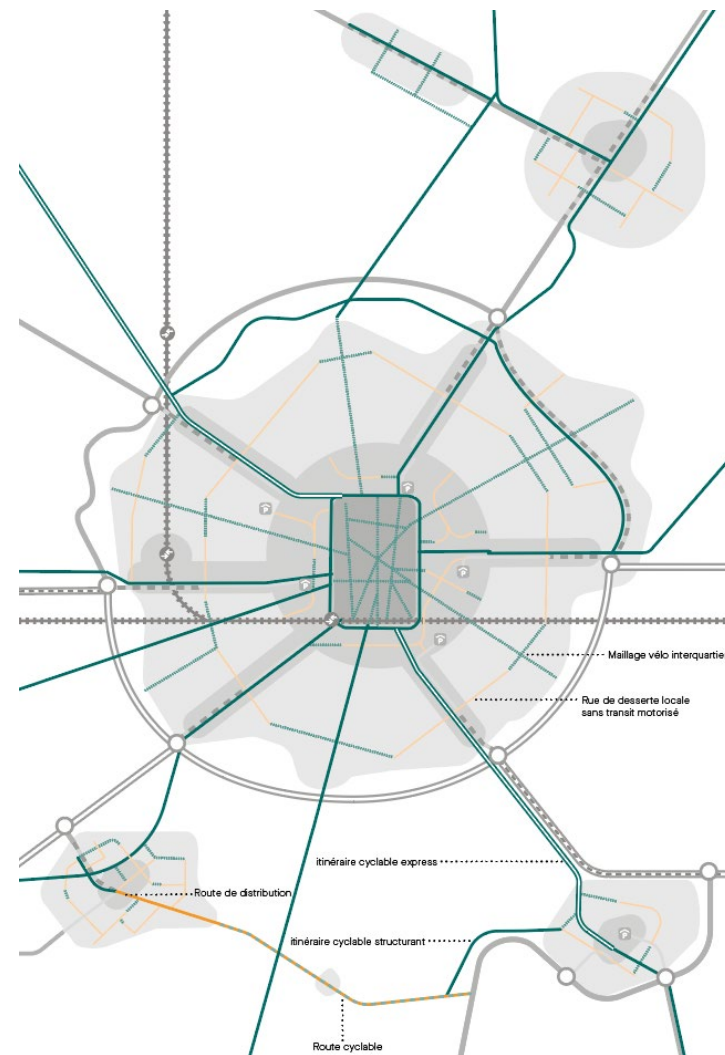 Maillage vélo interquartie
Rue de desserte locale
sans transit motorisé
itinéraire cyclable express
Route de distribution
itinéraire cyclable structurant
Route cyclable